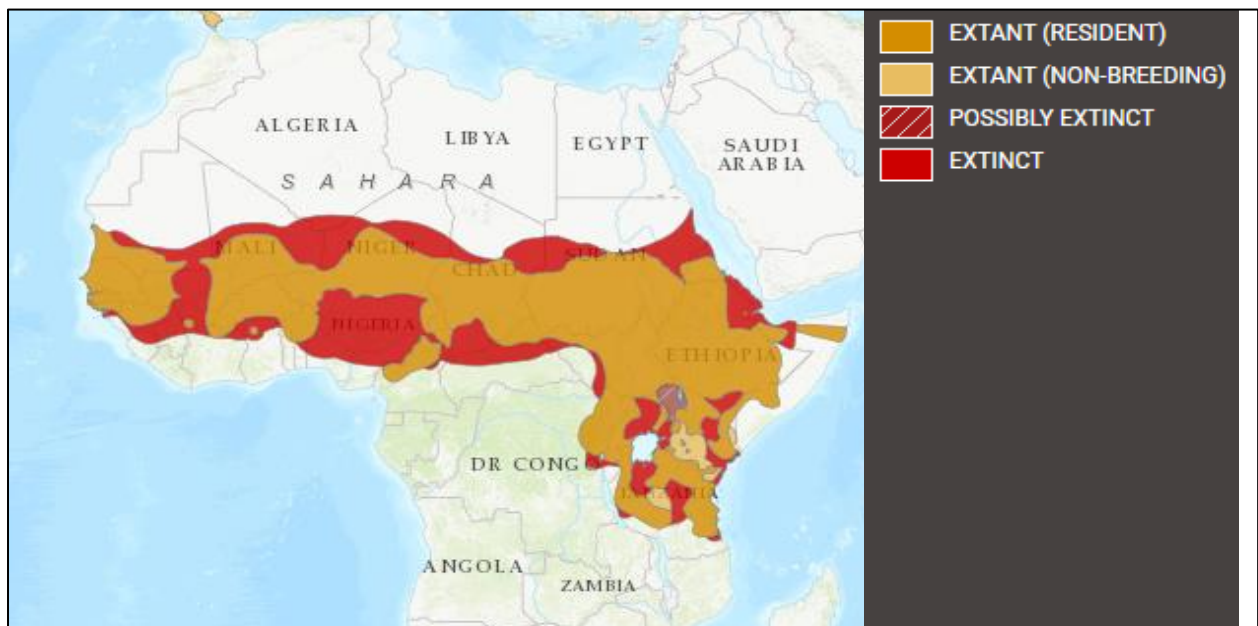 ALGERIA
LIBYA
EGYPT
SAUDI
ARABIA
SAHARA
MALI
NIGER
CHAD
SUDAN
NIGERIA
ETHIOPIA
DR CONGO
TANZANIA
ANGOLA
ZAMBIA
EXTANT (RESIDENT)
EXTANT (NON-BREEDING)
POSSIBLY EXTINCT
EXTINCT